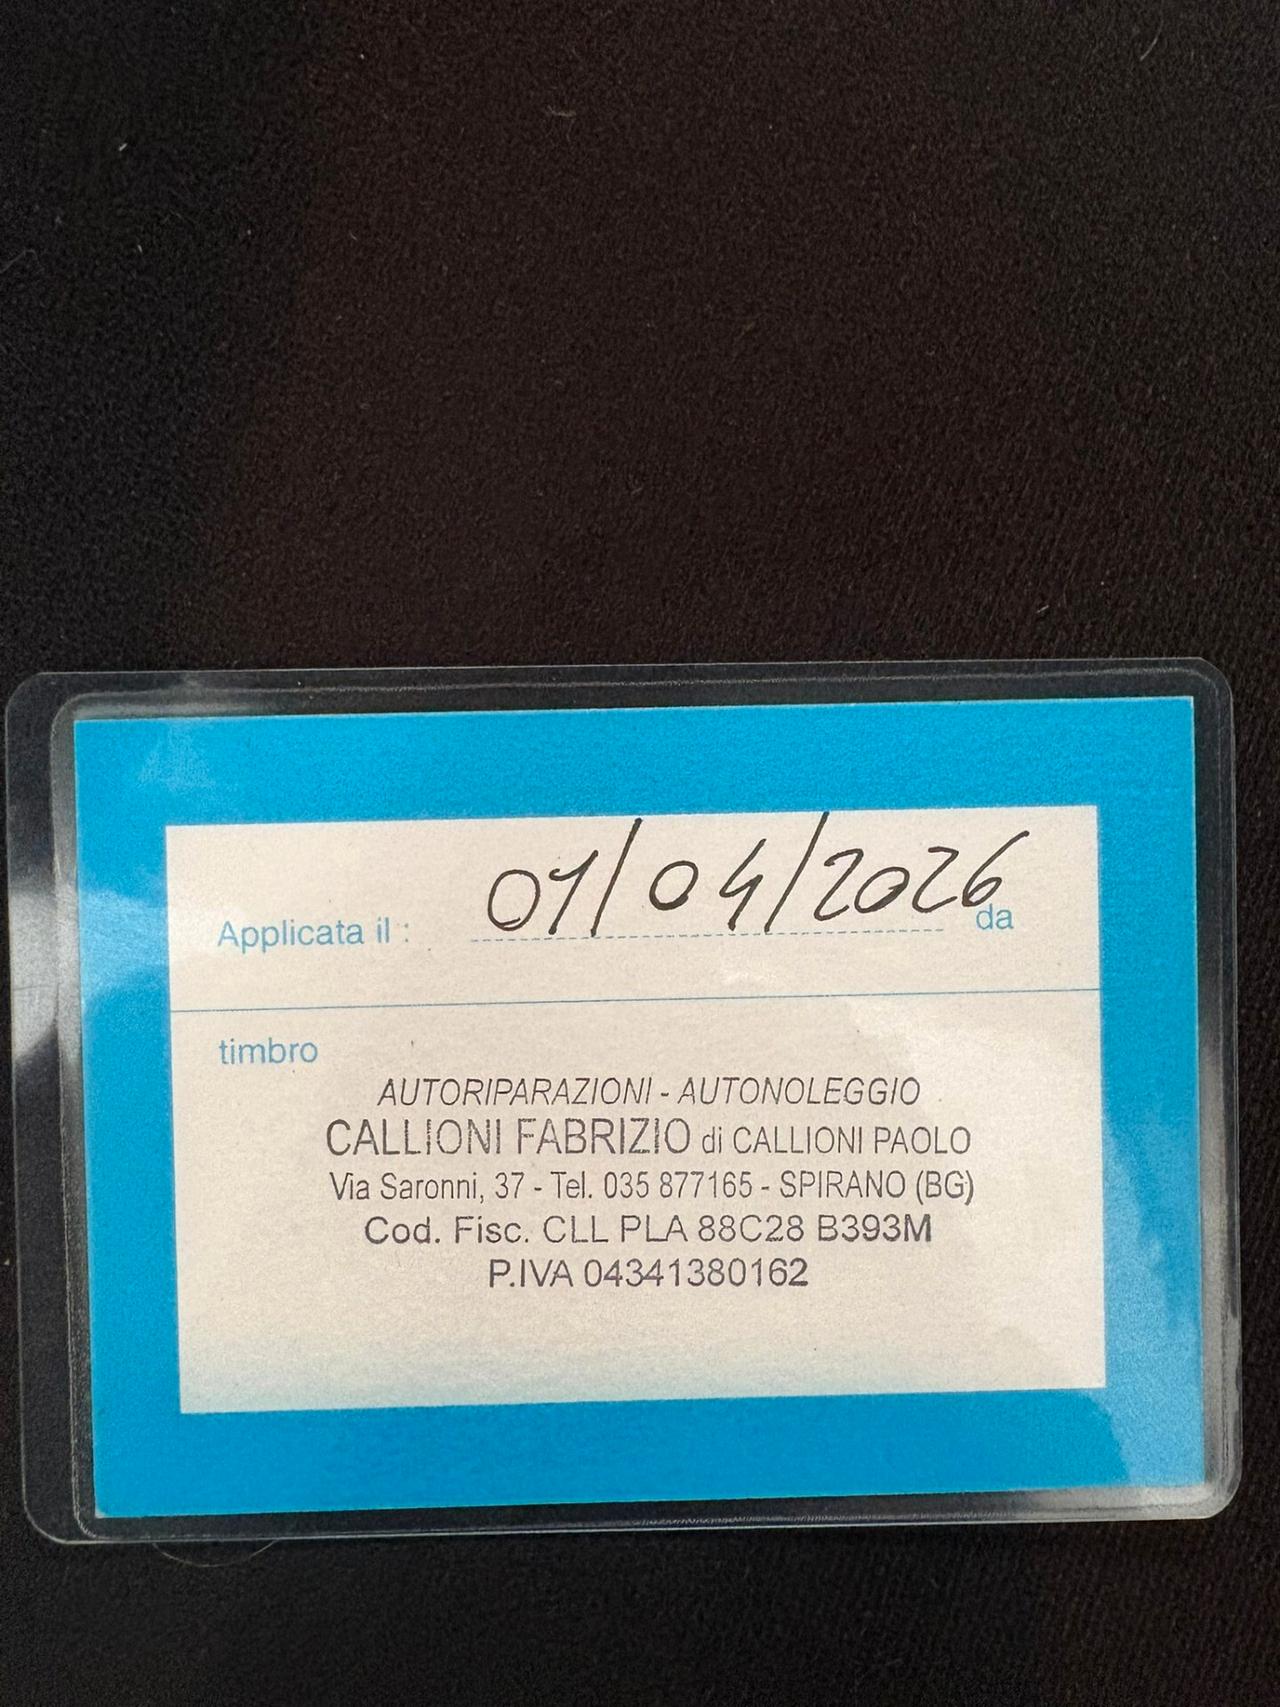 Applicata il : 01/04/2026 da
timbro
AUTORIPARAZIONI - AUTONOLEGGIO
CALLIONI FABRIZIO di CALLIONI PAOLO
Via Saronni, 37 - Tel. 035 877165 - SPIRANO (BG)
Cod. Fisc. CLL PLA 88C28 B393M
P.IVA 04341380162